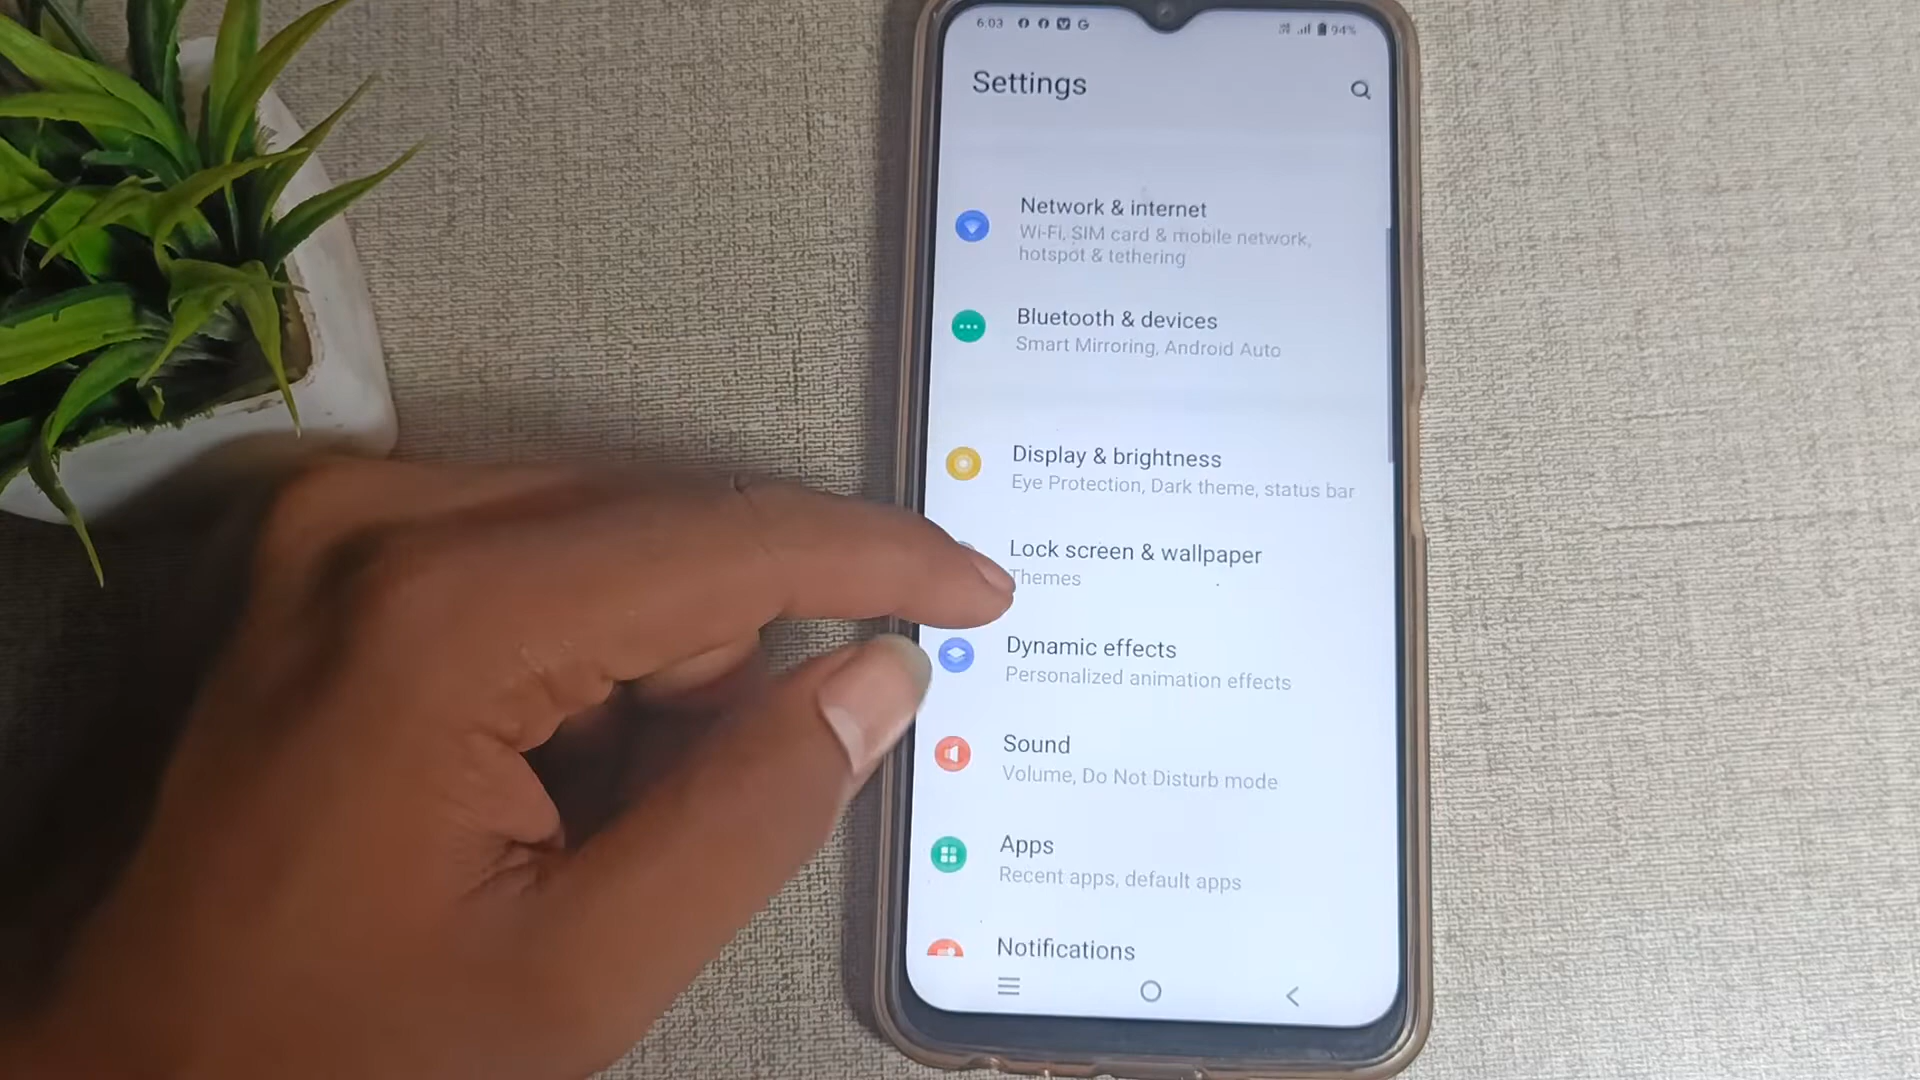 6:03 94%
Settings
Network & internet
Wi-Fi, SIM card & mobile network,
hotspot & tethering
Bluetooth & devices
Smart Mirroring, Android Auto
Display & brightness
Eye Protection, Dark theme, status bar
Lock screen & wallpaper
Themes
Dynamic effects
Personalized animation effects
Sound
Volume, Do Not Disturb mode
Apps
Recent apps, default apps
Notifications